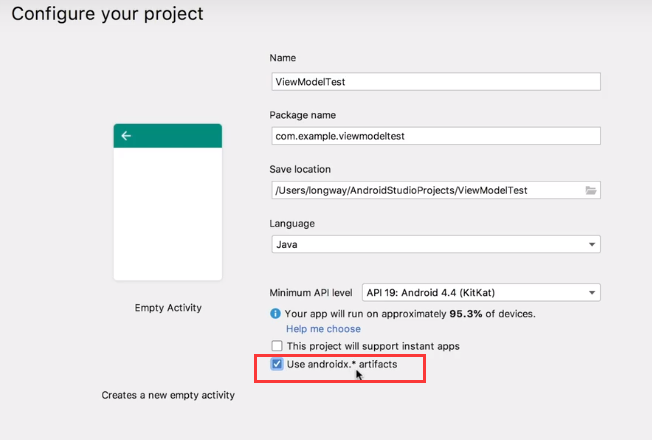 Configure your project
Name
ViewModelTest
Package name
com.example.viewmodeltest
Save location
/Users/longway/AndroidStudioProjects/ViewModelTest
Language
Java
Minimum API level
API 19: Android 4.4 (KitKat)
Empty Activity
Your app will run on approximately 95.3% of devices.
Help me choose
This project will support instant apps
Use androidx.* artifacts
Creates a new empty activity